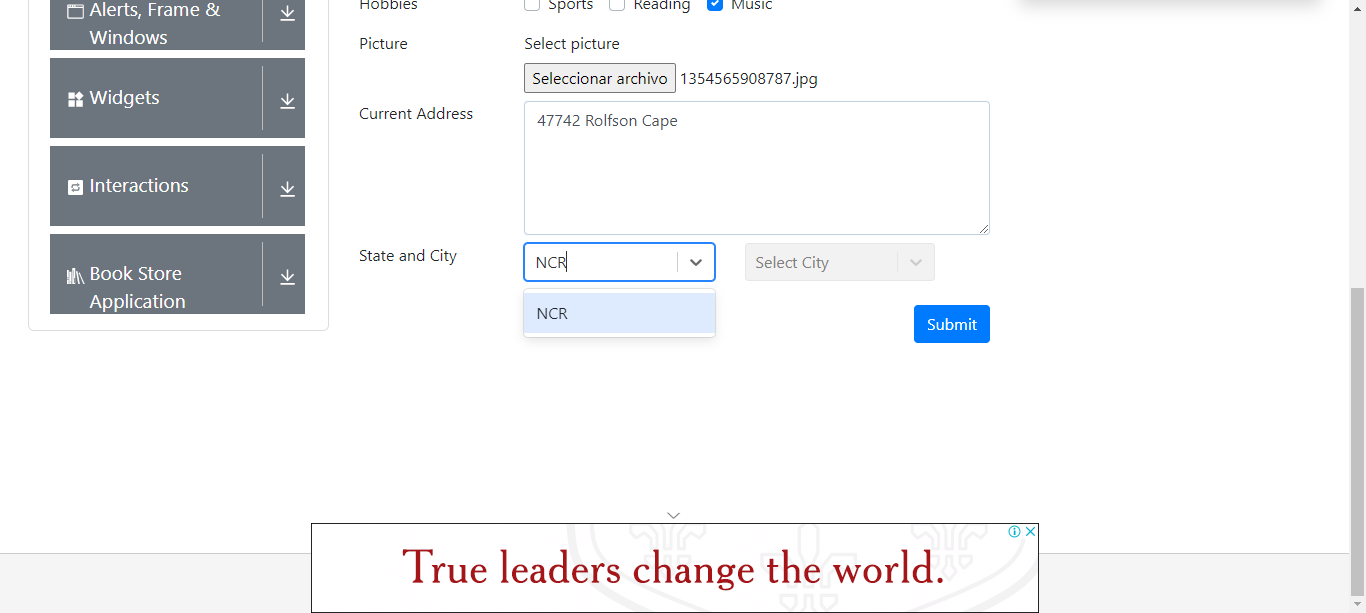 Alerts, Frame &
Windows
Widgets
Interactions
Book Store
Application
Hobbies
Sports Reading Music
Picture
Select picture
Seleccionar archivo 1354565908787.jpg
Current Address
47742 Rolfson Cape
State and City
NCR
Select City
NCR
Submit
True leaders change the world.